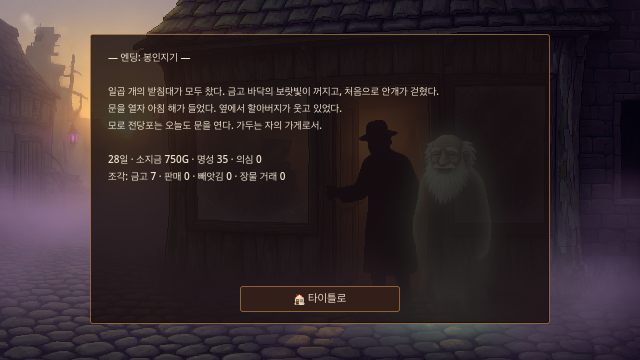 — 엔딩: 봉인지기 —
일곱 개의 받침대가 모두 찼다. 금고 바닥의 보랏빛이 꺼지고, 처음으로 안개가 걷혔다.
문을 열자 아침 해가 들었다. 옆에서 할아버지가 웃고 있었다.
모로 전당포는 오늘도 문을 연다. 가두는 자의 가게로서.
28일 · 소지금 750G · 명성 35 · 의심 0
조각: 금고 7 · 판매 0 · 빼앗김 0 · 장물 거래 0
🏠 타이틀로